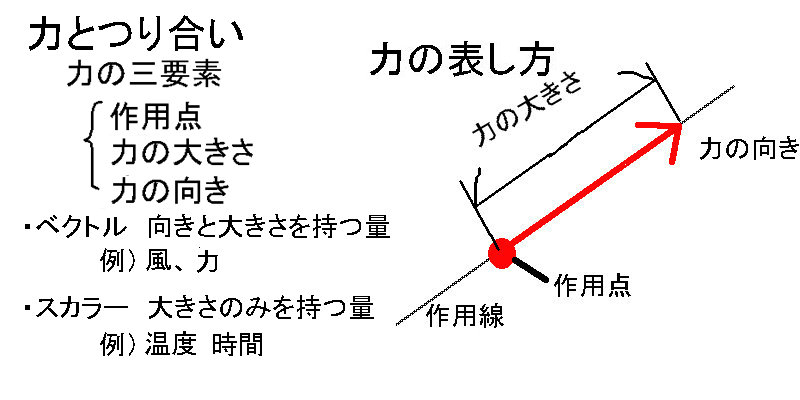 力とつり合い
力の三要素
作用点
力の大きさ
力の向き
・ベクトル 向きと大きさを持つ量
例）風、力
・スカラー 大きさのみを持つ量
例）温度 時間
力の表し方
力の大きさ
力の向き
作用点
作用線